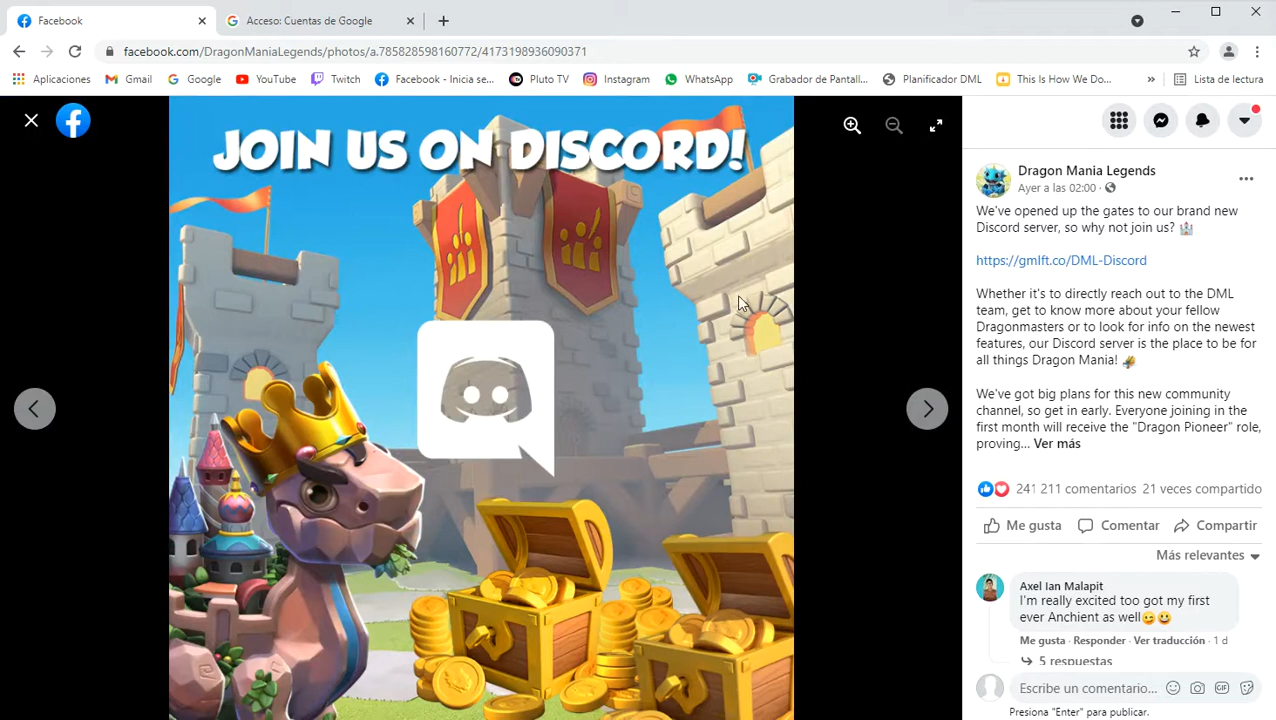 Facebook
Acceso: Cuentas de Google
facebook.com/DragonManiaLegends/photos/a.785828598160772/4173198936090371
Aplicaciones
Gmail
Google
YouTube
Twitch
Facebook - Inicia se...
Pluto TV
Instagram
WhatsApp
Grabador de Pantall...
Planificador DML
This Is How We Do...
»
Lista de lectura
JOIN US ON DISCORD!
Dragon Mania Legends
Ayer a las 02:00 ·
We've opened up the gates to our brand new
Discord server, so why not join us? 🏰
https://gmlft.co/DML-Discord
Whether it's to directly reach out to the DML
team, get to know more about your fellow
Dragonmasters or to look for info on the newest
features, our Discord server is the place to be for
all things Dragon Mania!
We've got big plans for this new community
channel, so get in early. Everyone joining in the
first month will receive the "Dragon Pioneer" role,
proving... Ver más
241 211 comentarios 21 veces compartido
Me gusta
Comentar
Compartir
Más relevantes
Axel Ian Malapit
I'm really excited too got my first
ever Anchient as well😉😃
Me gusta · Responder · Ver traducción · 1 d
5 respuestas
Escribe un comentario...
GIF
Presiona "Enter" para publicar.